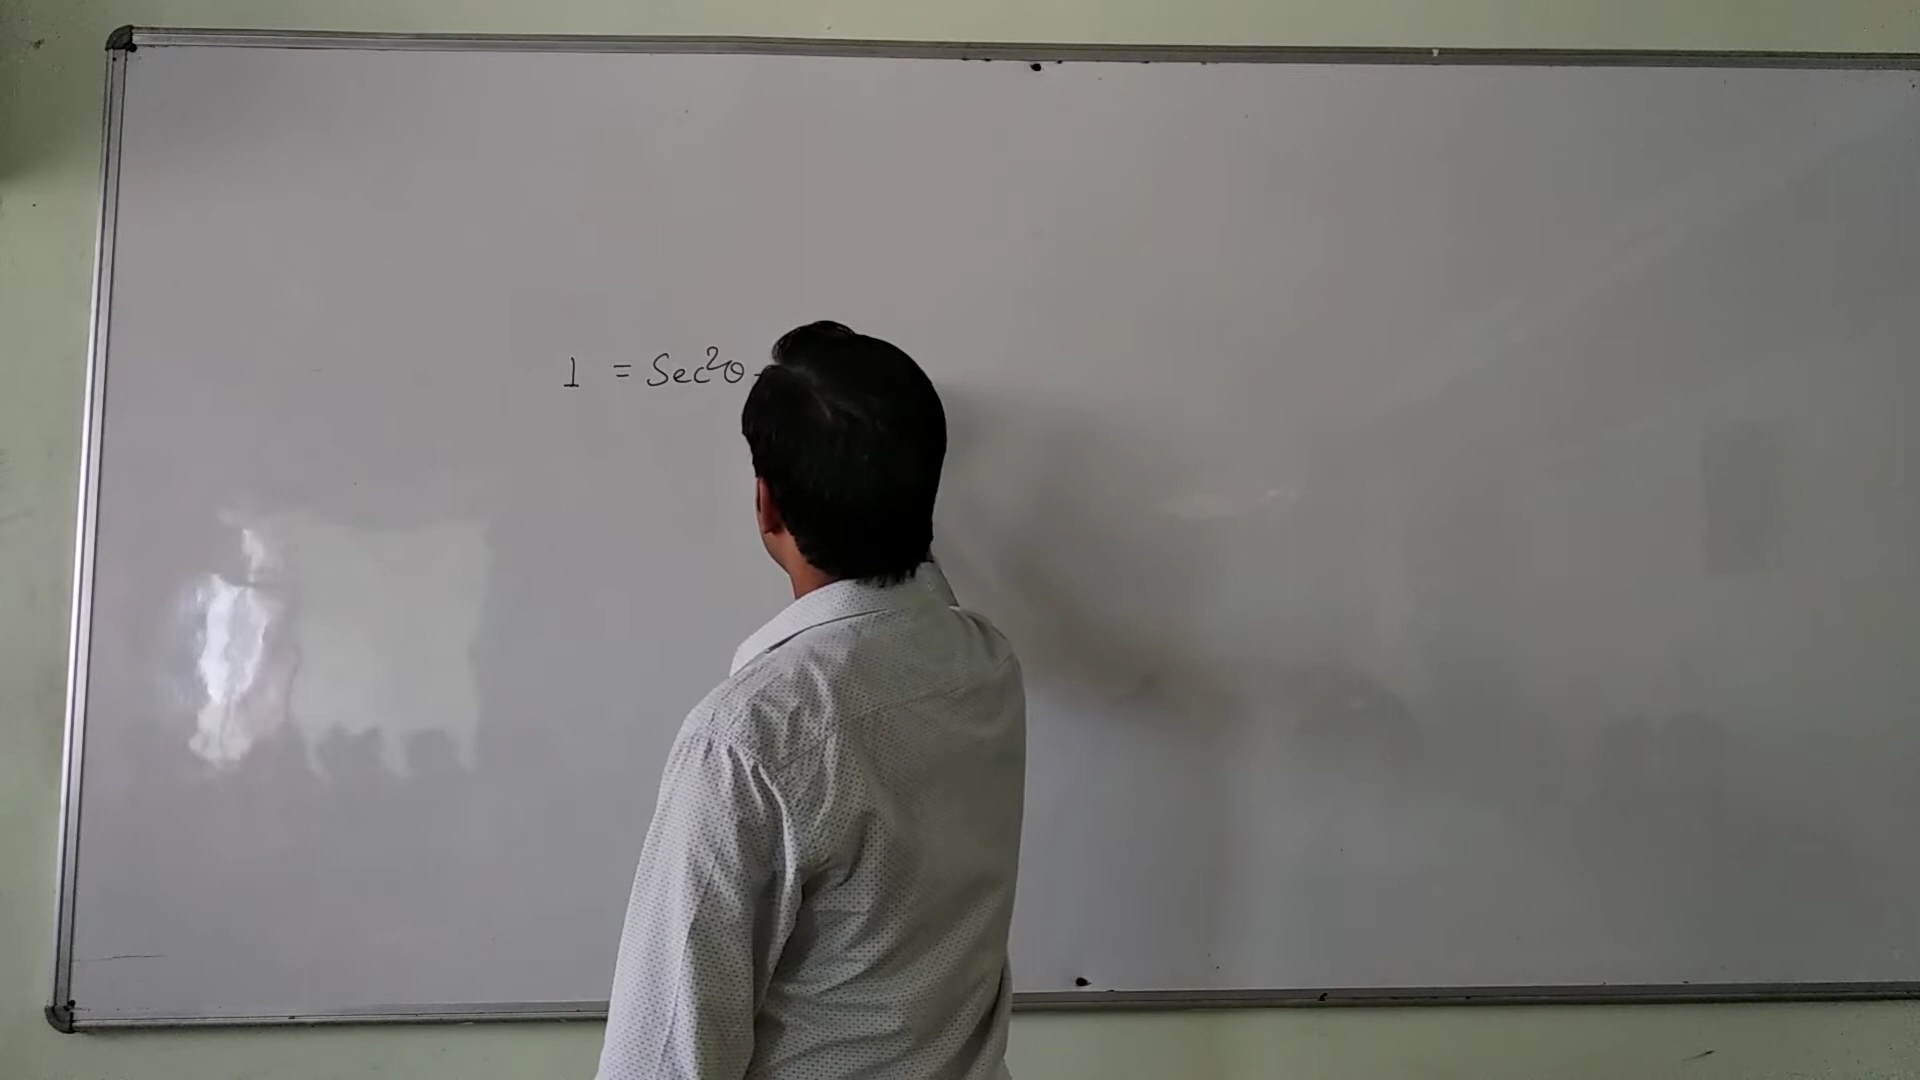 1 = Sec²θ -